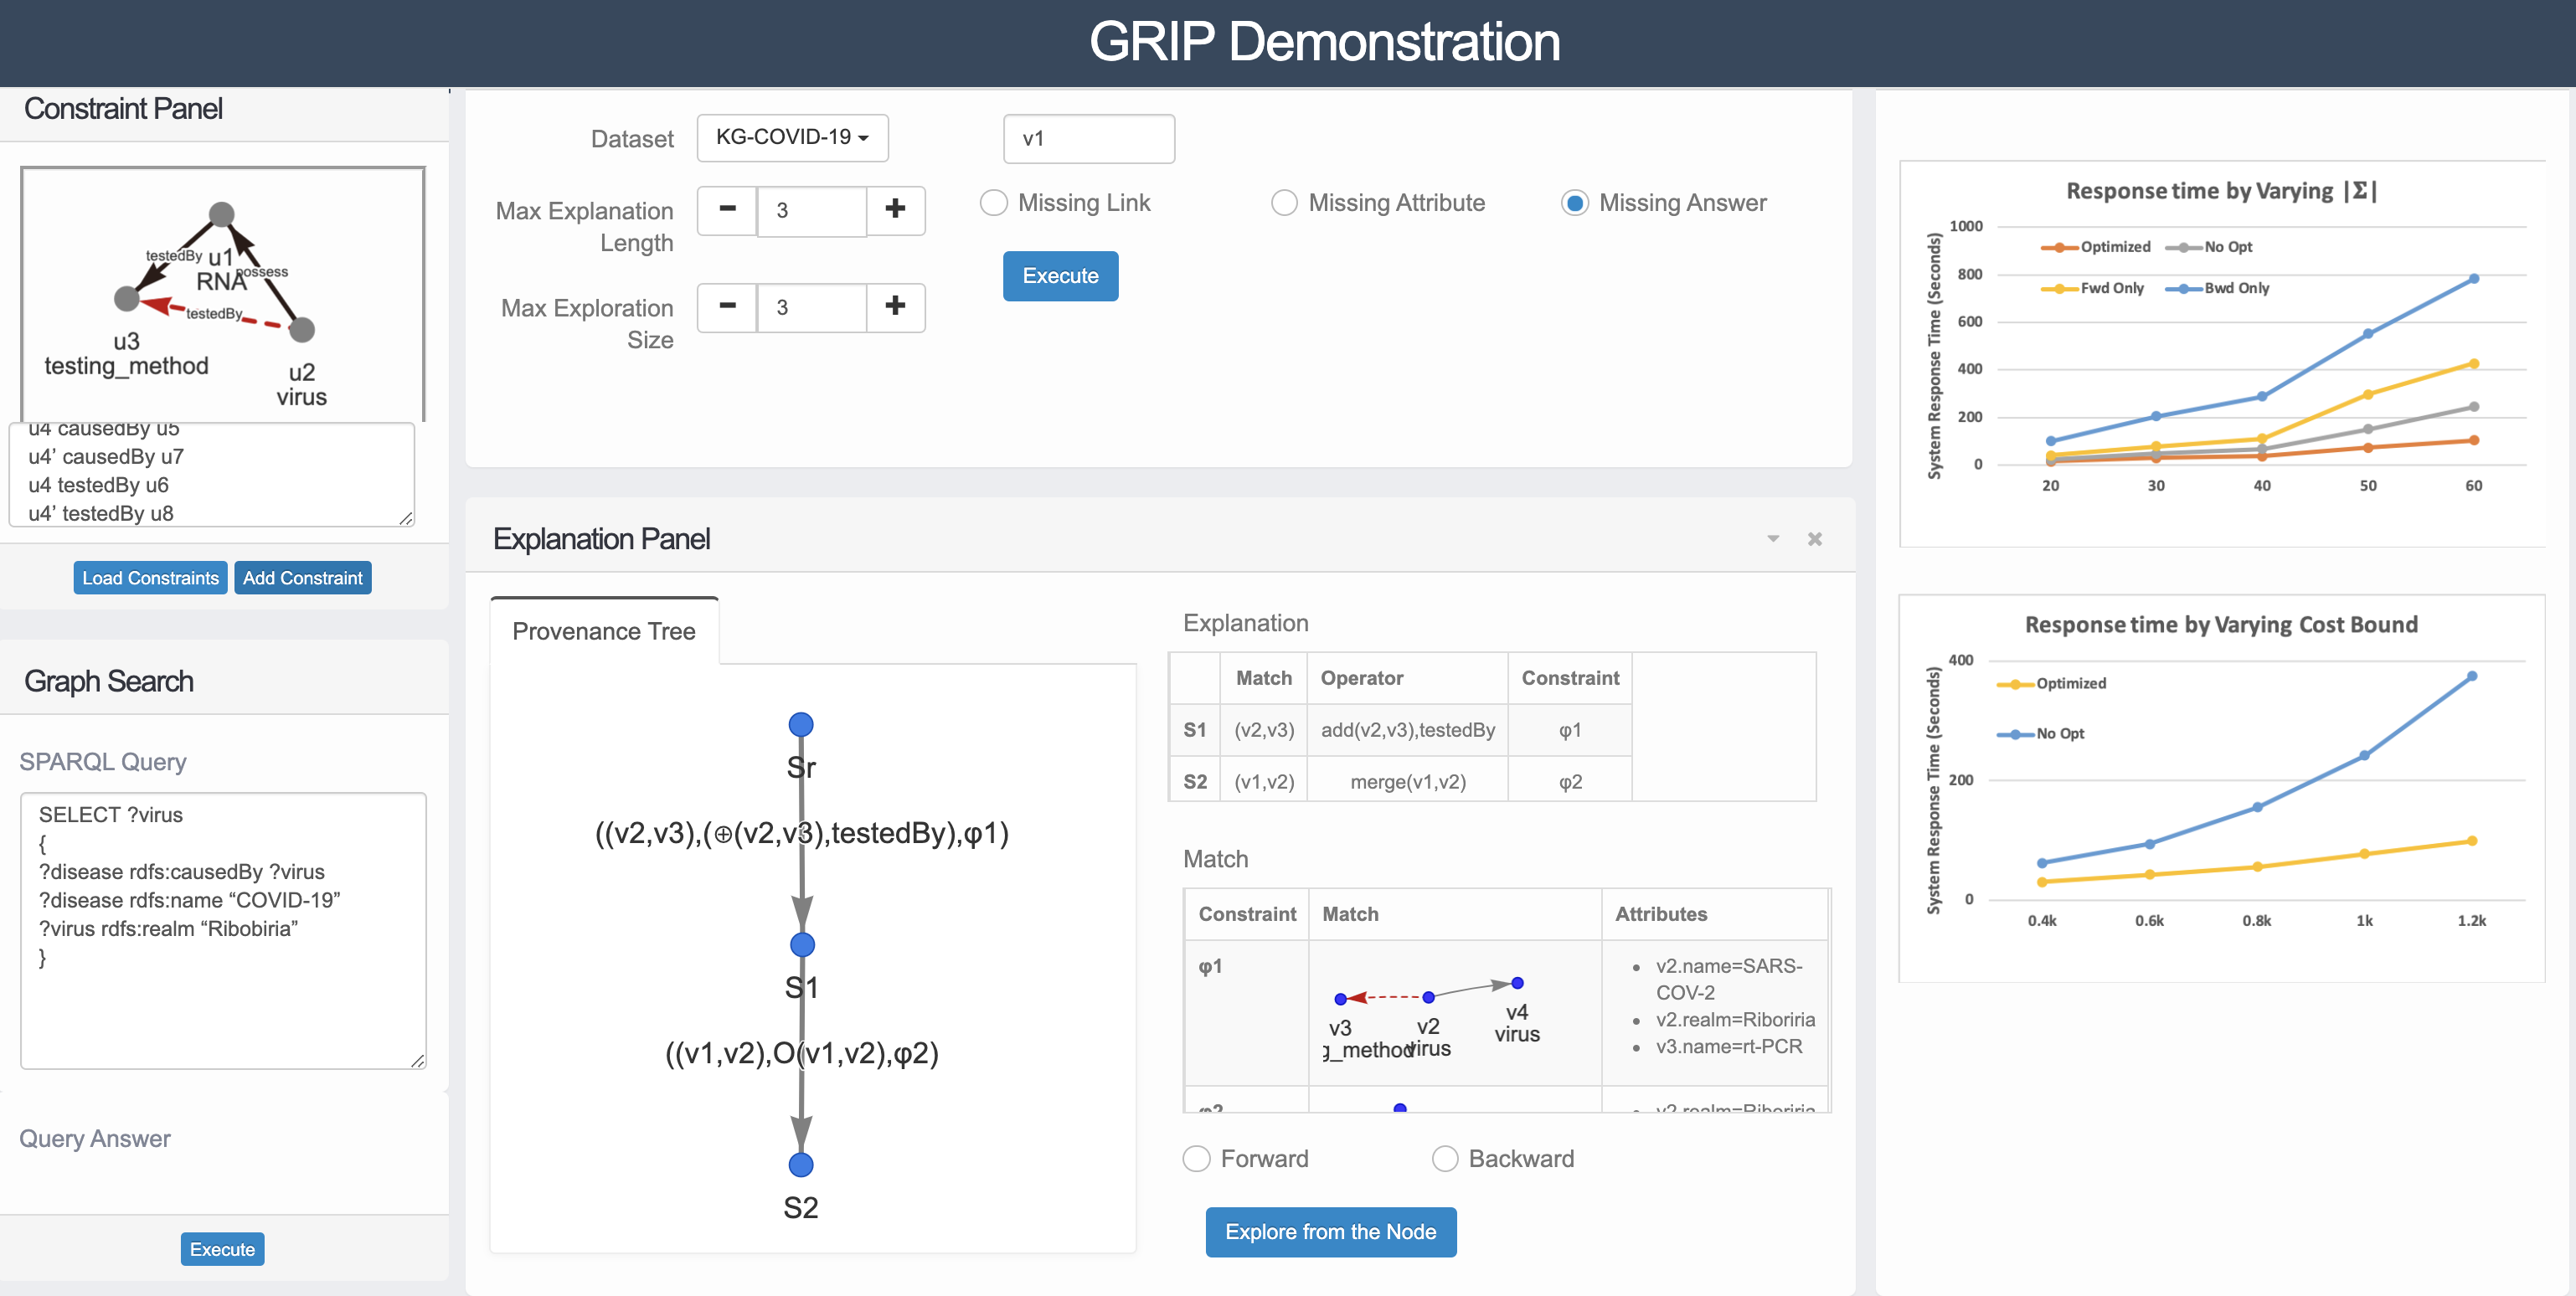 GRIP Demonstration
Constraint Panel
testedBy
u1
RNA
possess
testedBy
u3
testing_method
u2
virus
u4 causedBy u5
u4’ causedBy u7
u4 testedBy u6
u4’ testedBy u8
Load Constraints
Add Constraint
Graph Search
SPARQL Query
SELECT ?virus
{
?disease rdfs:causedBy ?virus
?disease rdfs:name “COVID-19”
?virus rdfs:realm “Ribobiria”
}
Query Answer
Execute
Dataset
KG-COVID-19
v1
Max Explanation
Length
3
Missing Link
Missing Attribute
Missing Answer
Execute
Max Exploration
Size
3
Explanation Panel
Provenance Tree
Sr
((v2,v3),(⊕(v2,v3),testedBy),φ1)
S1
((v1,v2),O(v1,v2),φ2)
S2
Explanation
Match Operator Constraint
S1 (v2,v3) add(v2,v3),testedBy φ1
S2 (v1,v2) merge(v1,v2) φ2
Match
Constraint Match Attributes
φ1
v3
g_method
v2
virus
v4
virus
v2.name=SARS-
COV-2
v2.realm=Riboriria
v3.name=rt-PCR
φ2
v2.realm=Riboriria
Forward
Backward
Explore from the Node
Response time by Varying |Σ|
System Response Time (Seconds)
1000
800
600
400
200
0
Optimized
No Opt
Fwd Only
Bwd Only
20 30 40 50 60
Response time by Varying Cost Bound
System Response Time (Seconds)
400
200
0
Optimized
No Opt
0.4k 0.6k 0.8k 1k 1.2k